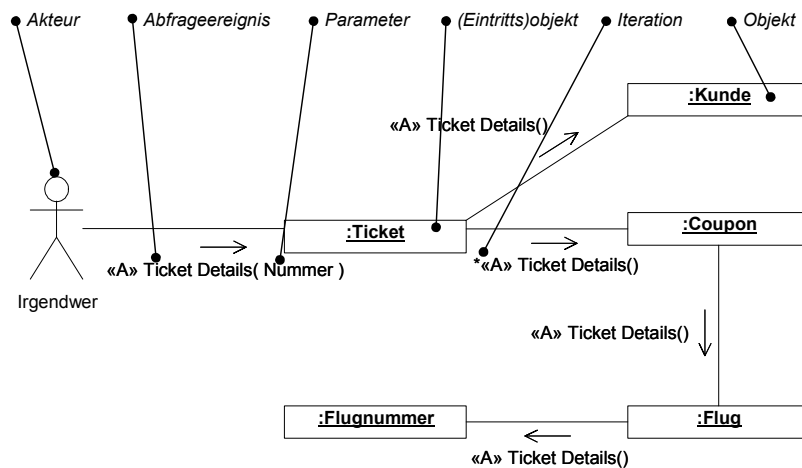 Akteur Abfrageereignis Parameter (Eintritts)objekt Iteration Objekt
:Kunde
«A» Ticket Details()
:Ticket
:Coupon
«A» Ticket Details( Nummer )
*«A» Ticket Details()
Irgendwer
«A» Ticket Details()
:Flugnummer
:Flug
«A» Ticket Details()